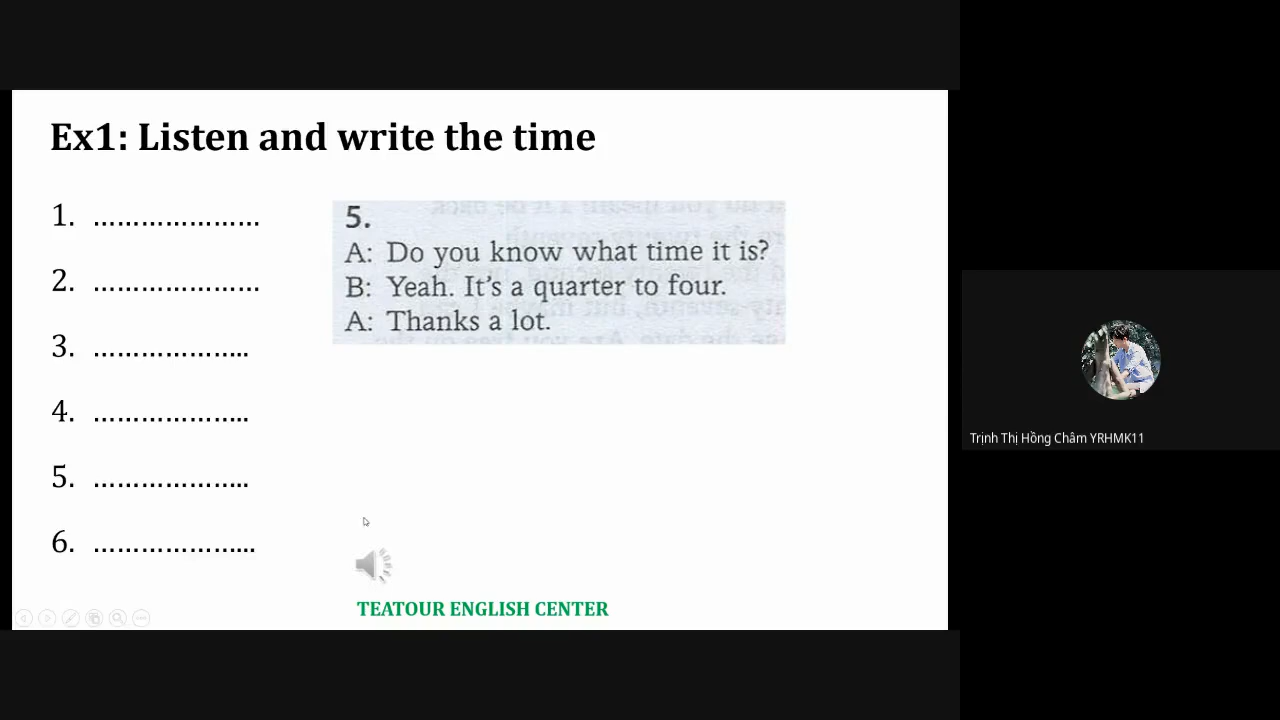 Ex1: Listen and write the time
1. …………………
2. …………………
3. ………………..
4. ………………..
5. ………………..
6. ………………...
5.
A: Do you know what time it is?
B: Yeah. It's a quarter to four.
A: Thanks a lot.
TEATOUR ENGLISH CENTER
Trịnh Thị Hồng Châm YRHMK11